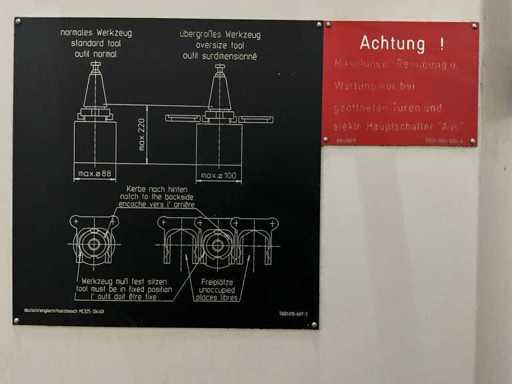 normales Werkzeug
standard tool
outil normal
übergroßes Werkzeug
oversize tool
outil surdimensionné
max. 220
max.ø 88
max.ø 100
Kerbe nach hinten
notch to the backside
encoche vers l' arrière
Werkzeug muß fest sitzen
tool must be in fixed position
l' outil doit être fixe
Freiplätze
unoccupied
places libres
Achtung !
Maschinen- Reinigung u.
Wartung nur bei
geöffneten Türen und
elektr. Hauptschalter "Aus"